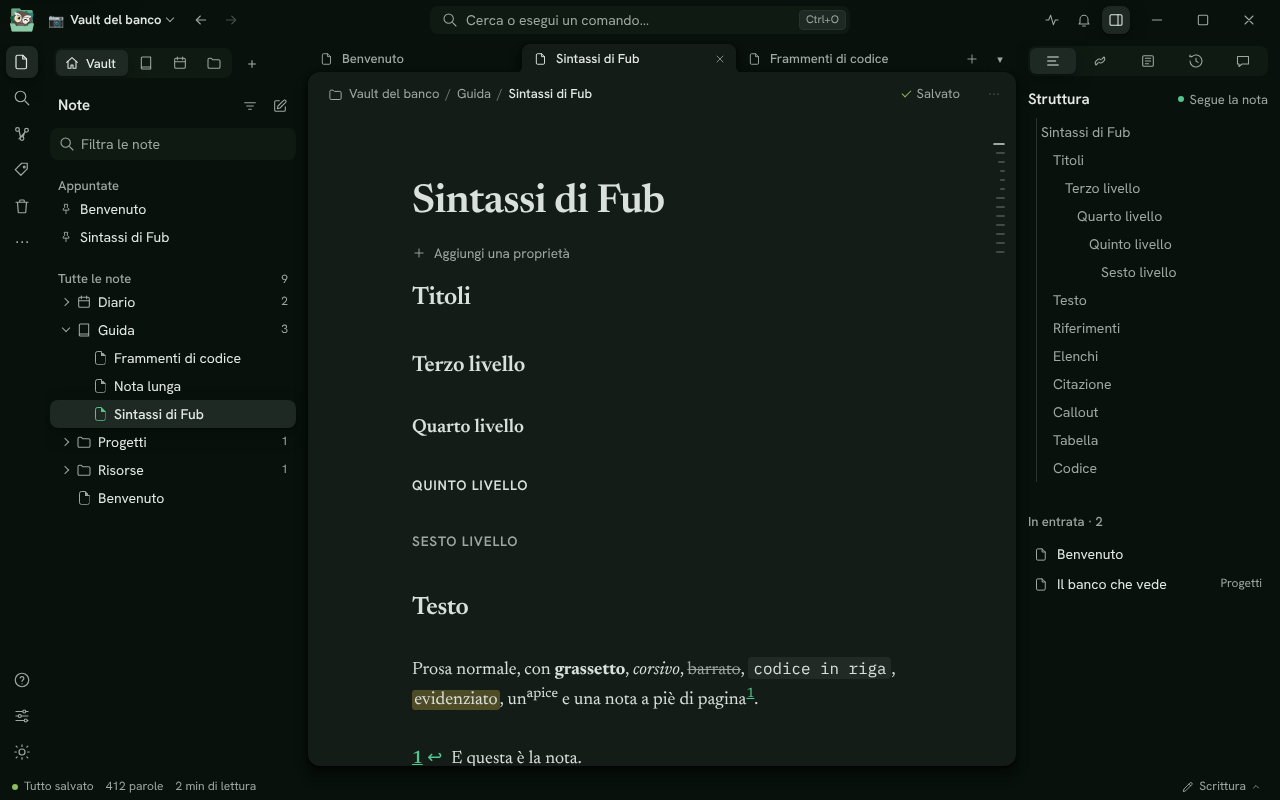 Vault del banco
Cerca o esegui un comando…
Ctrl+O
Vault
Benvenuto
Sintassi di Fub
Frammenti di codice
Note
Filtra le note
Appuntate
Benvenuto
Sintassi di Fub
Tutte le note 9
Diario 2
Guida 3
Frammenti di codice
Nota lunga
Sintassi di Fub
Progetti 1
Risorse 1
Benvenuto
Vault del banco / Guida / Sintassi di Fub
Salvato
Sintassi di Fub
Aggiungi una proprietà
Titoli
Terzo livello
Quarto livello
QUINTO LIVELLO
SESTO LIVELLO
Testo
Prosa normale, con grassetto, corsivo, barrato, codice in riga,
evidenziato, unapice e una nota a piè di pagina1.
1 ↩ E questa è la nota.
Struttura
Segue la nota
Sintassi di Fub
Titoli
Terzo livello
Quarto livello
Quinto livello
Sesto livello
Testo
Riferimenti
Elenchi
Citazione
Callout
Tabella
Codice
In entrata · 2
Benvenuto
Il banco che vede Progetti
Tutto salvato 412 parole 2 min di lettura
Scrittura